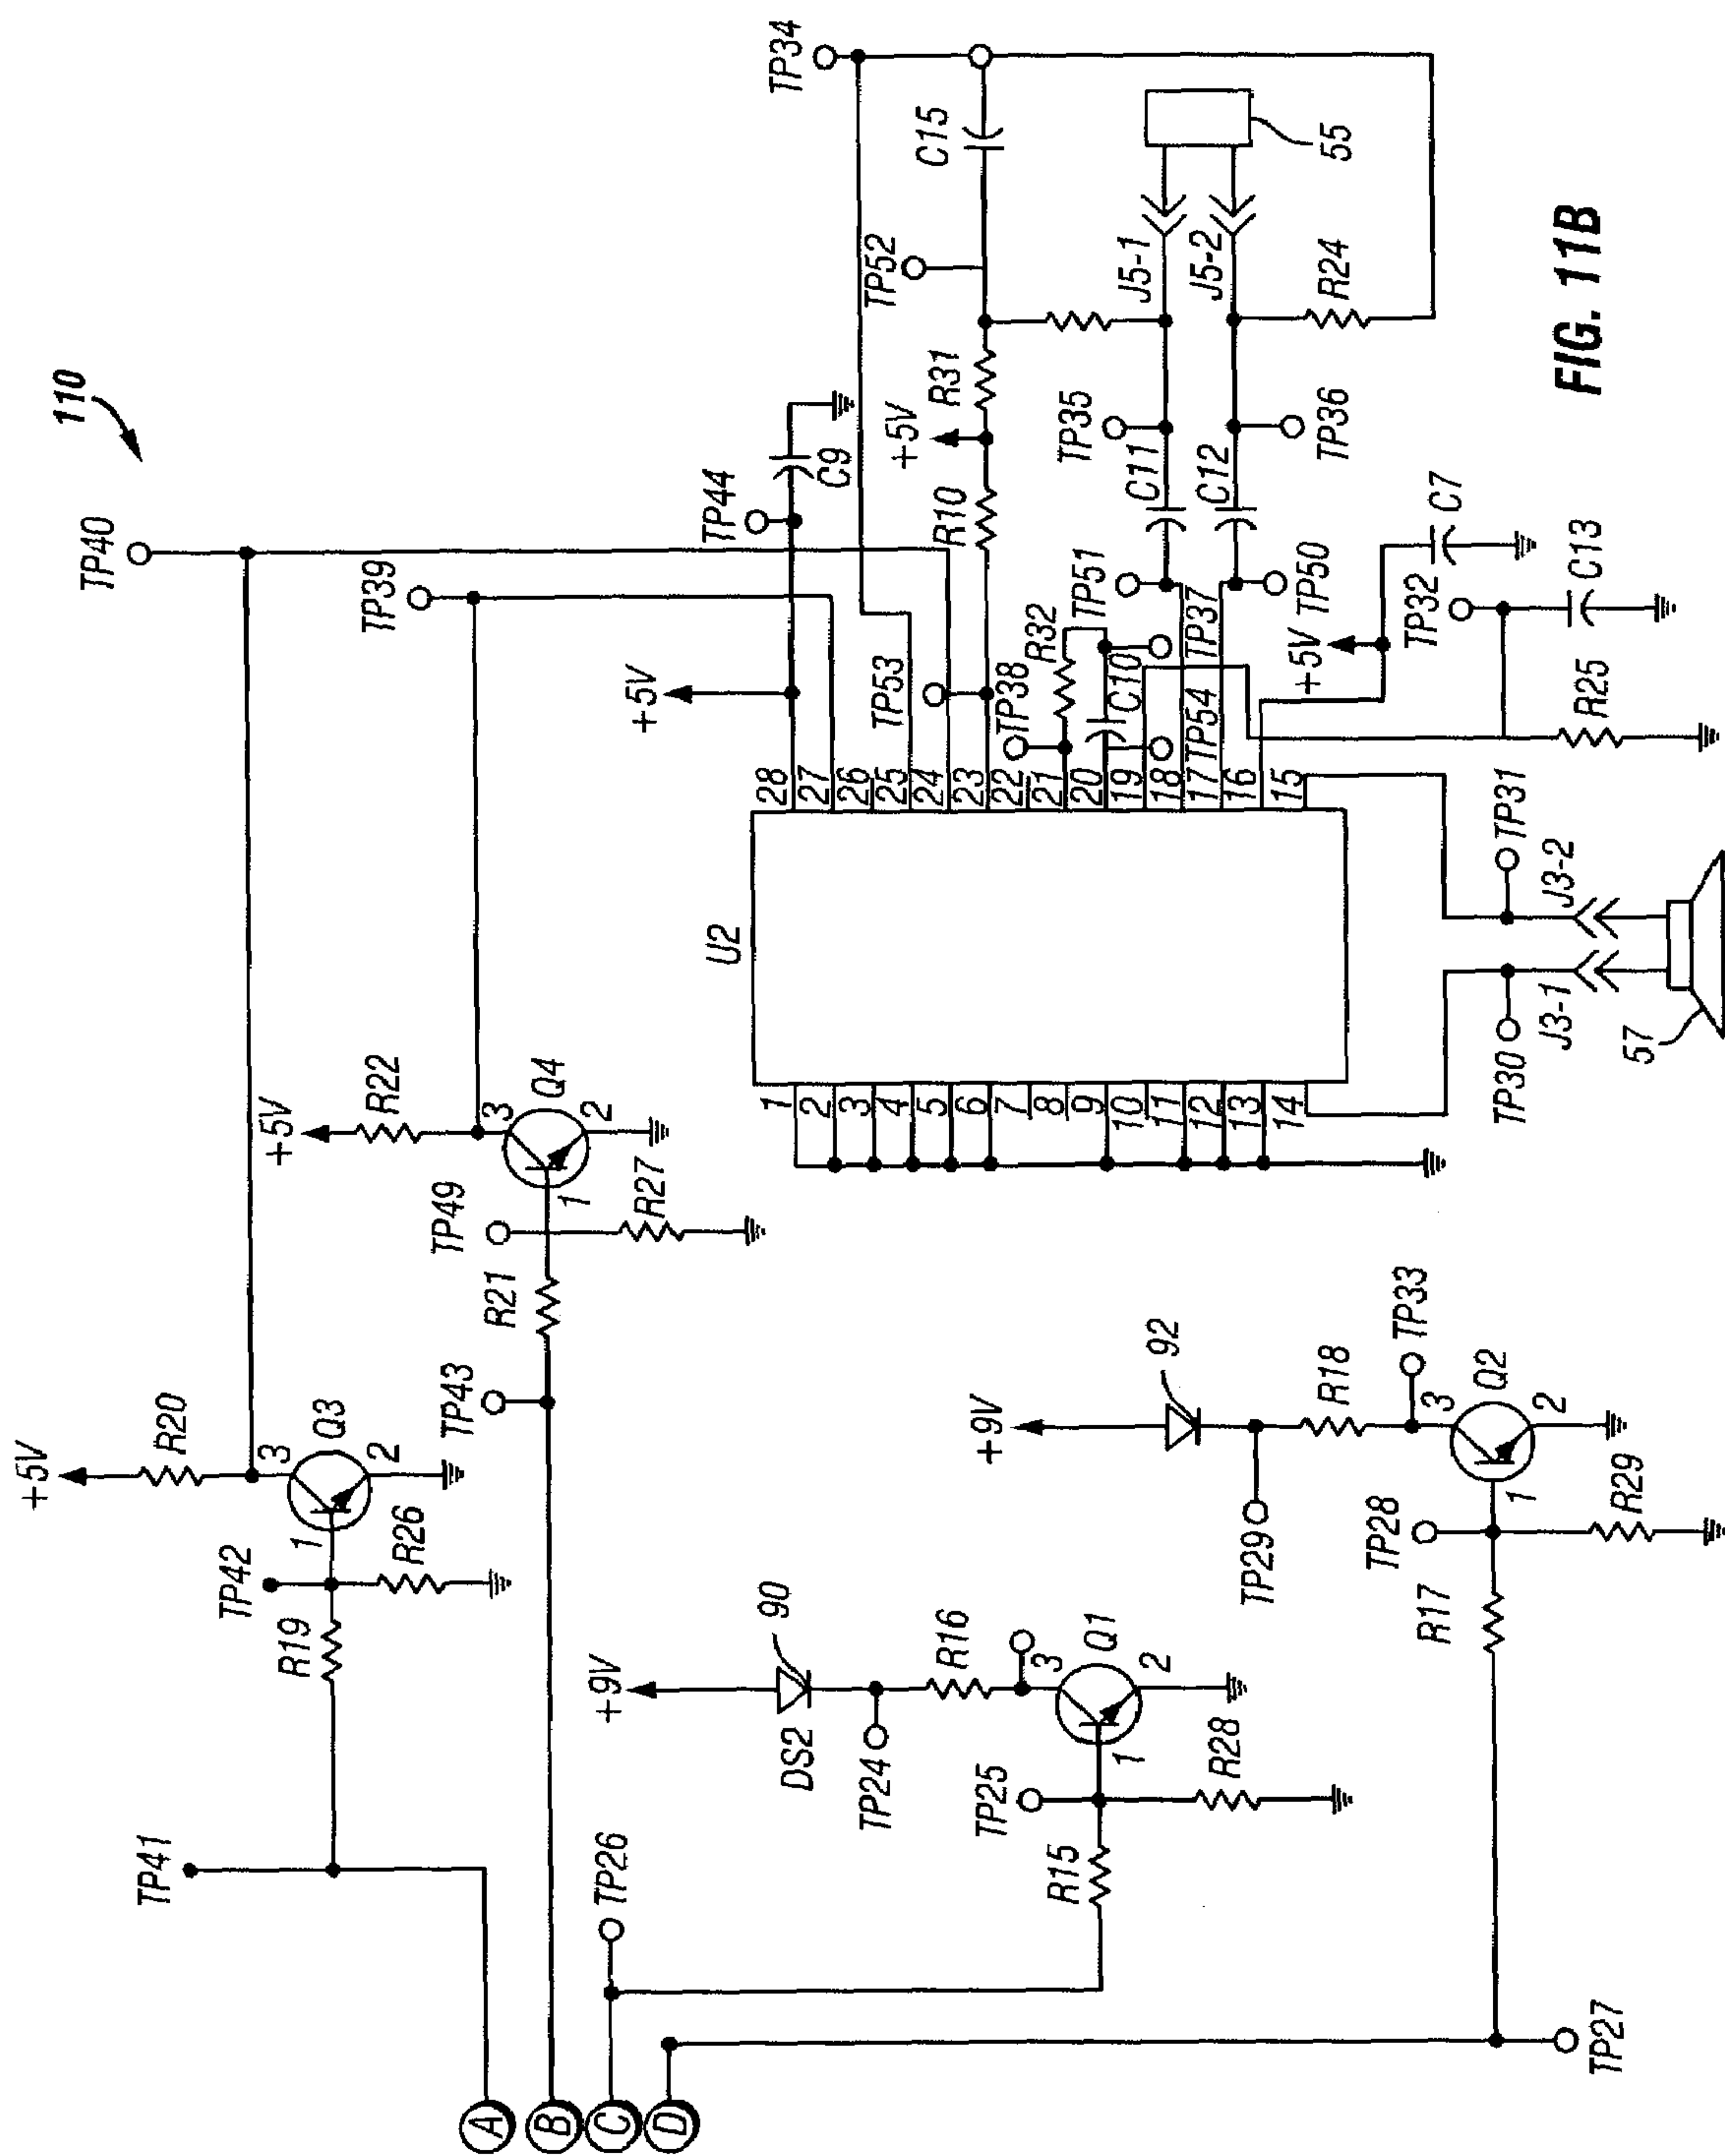 110
TP40
TP39
TP34
+5V
R20
3
Q3
2
1
TP42
R26
R19
TP41
+5V
R22
3
Q4
2
1
TP49
R27
R21
TP43
A
B
C
D
TP26
+9V
DS2
90
TP24
R16
3
Q1
2
1
TP25
R28
R15
+9V
92
TP29
R18
TP33
3
Q2
2
1
TP28
R29
R17
TP27
U2
1
2
3
4
5
6
7
8
9
10
11
12
13
14
28
27
26
25
24
23
22
21
20
19
18
17
16
15
+5V
TP44
C9
TP53
R10
+5V
R31
TP52
C15
TP38
R32
TP51
C10
TP37
TP54
C11
C12
TP35
TP36
TP50
J5-1
J5-2
55
R24
+5V
TP32
C7
C13
R25
TP30
TP31
J3-1
J3-2
57
FIG. 11B